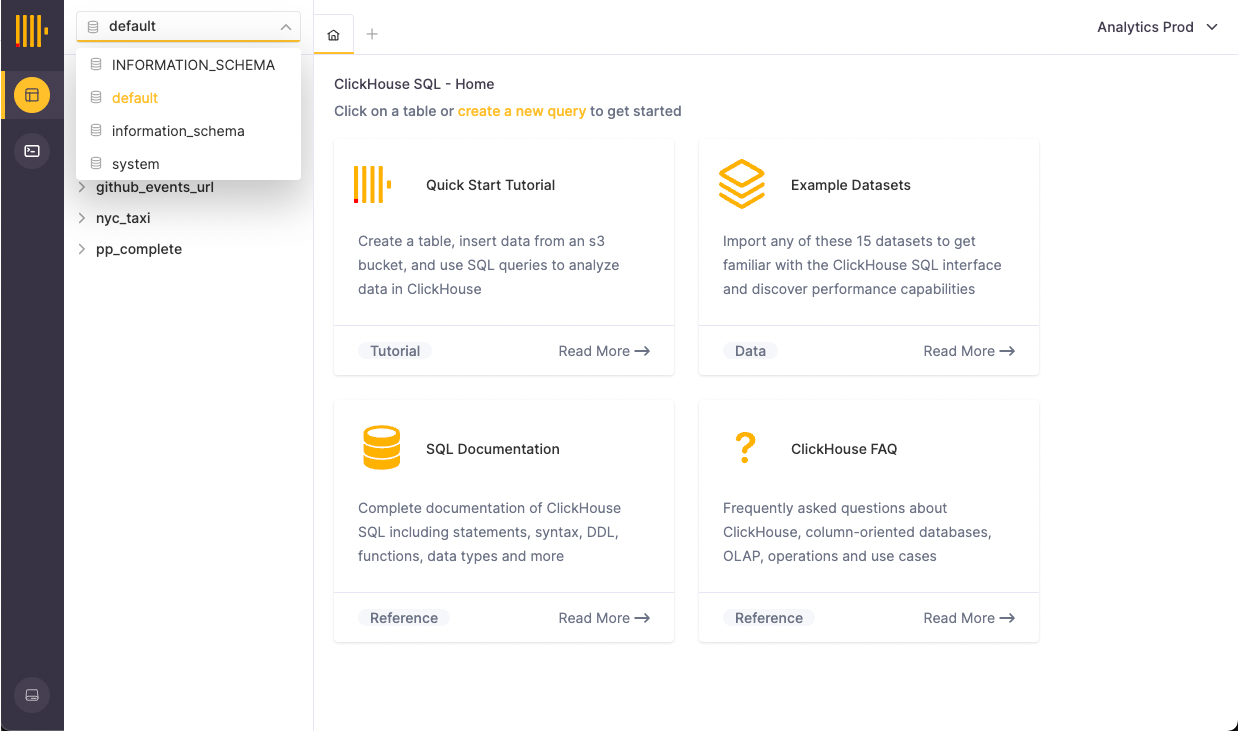 default
Analytics Prod
INFORMATION_SCHEMA
default
information_schema
system
github_events_url
nyc_taxi
pp_complete
ClickHouse SQL - Home
Click on a table or create a new query to get started
Quick Start Tutorial
Create a table, insert data from an s3
bucket, and use SQL queries to analyze
data in ClickHouse
Tutorial
Read More
Example Datasets
Import any of these 15 datasets to get
familiar with the ClickHouse SQL interface
and discover performance capabilities
Data
Read More
SQL Documentation
Complete documentation of ClickHouse
SQL including statements, syntax, DDL,
functions, data types and more
Reference
Read More
ClickHouse FAQ
Frequently asked questions about
ClickHouse, column-oriented databases,
OLAP, operations and use cases
Reference
Read More